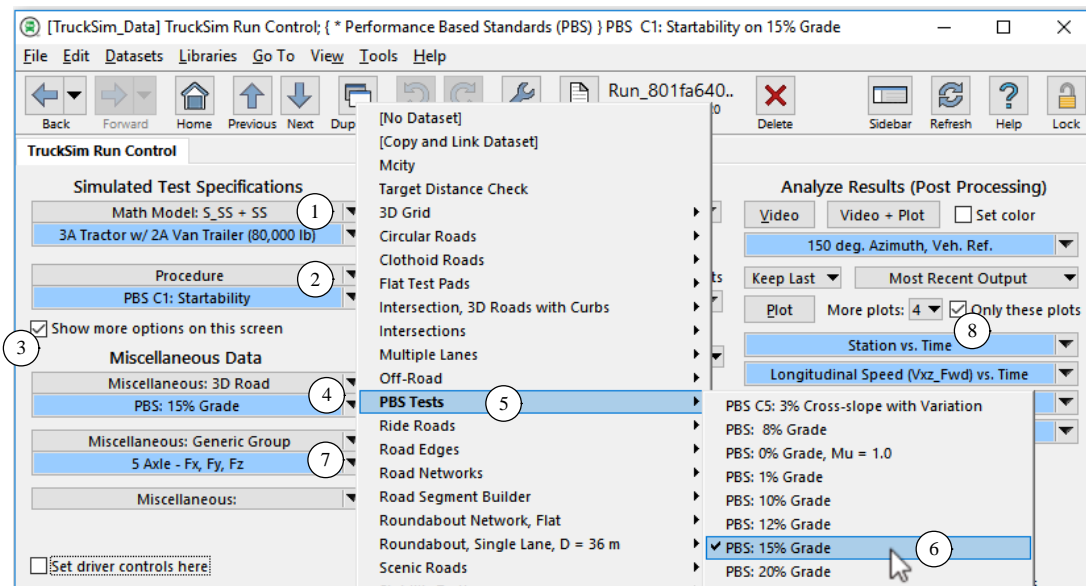 [TruckSim_Data] TruckSim Run Control; { * Performance Based Standards (PBS) } PBS C1: Startability on 15% Grade
File Edit Datasets Libraries Go To View Tools Help
Run_801fa640..
Back Forward Home Previous Next Dup Delete Sidebar Refresh Help Lock
TruckSim Run Control
Simulated Test Specifications
Math Model: S_SS + SS
1
3A Tractor w/ 2A Van Trailer (80,000 lb)
Procedure
2
PBS C1: Startability
Show more options on this screen
3
Miscellaneous Data
Miscellaneous: 3D Road
4
PBS: 15% Grade
Miscellaneous: Generic Group
7
5 Axle - Fx, Fy, Fz
Miscellaneous:
Set driver controls here
[No Dataset]
[Copy and Link Dataset]
Mcity
Target Distance Check
3D Grid
Circular Roads
Clothoid Roads
Flat Test Pads
Intersection, 3D Roads with Curbs
Intersections
Multiple Lanes
Off-Road
PBS Tests
5
Ride Roads
Road Edges
Road Networks
Road Segment Builder
Roundabout Network, Flat
Roundabout, Single Lane, D = 36 m
Scenic Roads
PBS C5: 3% Cross-slope with Variation
PBS: 8% Grade
PBS: 0% Grade, Mu = 1.0
PBS: 1% Grade
PBS: 10% Grade
PBS: 12% Grade
PBS: 15% Grade
6
PBS: 20% Grade
Analyze Results (Post Processing)
Video Video + Plot Set color
150 deg. Azimuth, Veh. Ref.
ts
Keep Last Most Recent Output
Plot More plots: 4 Only these plots
8
Station vs. Time
Longitudinal Speed (Vxz_Fwd) vs. Time